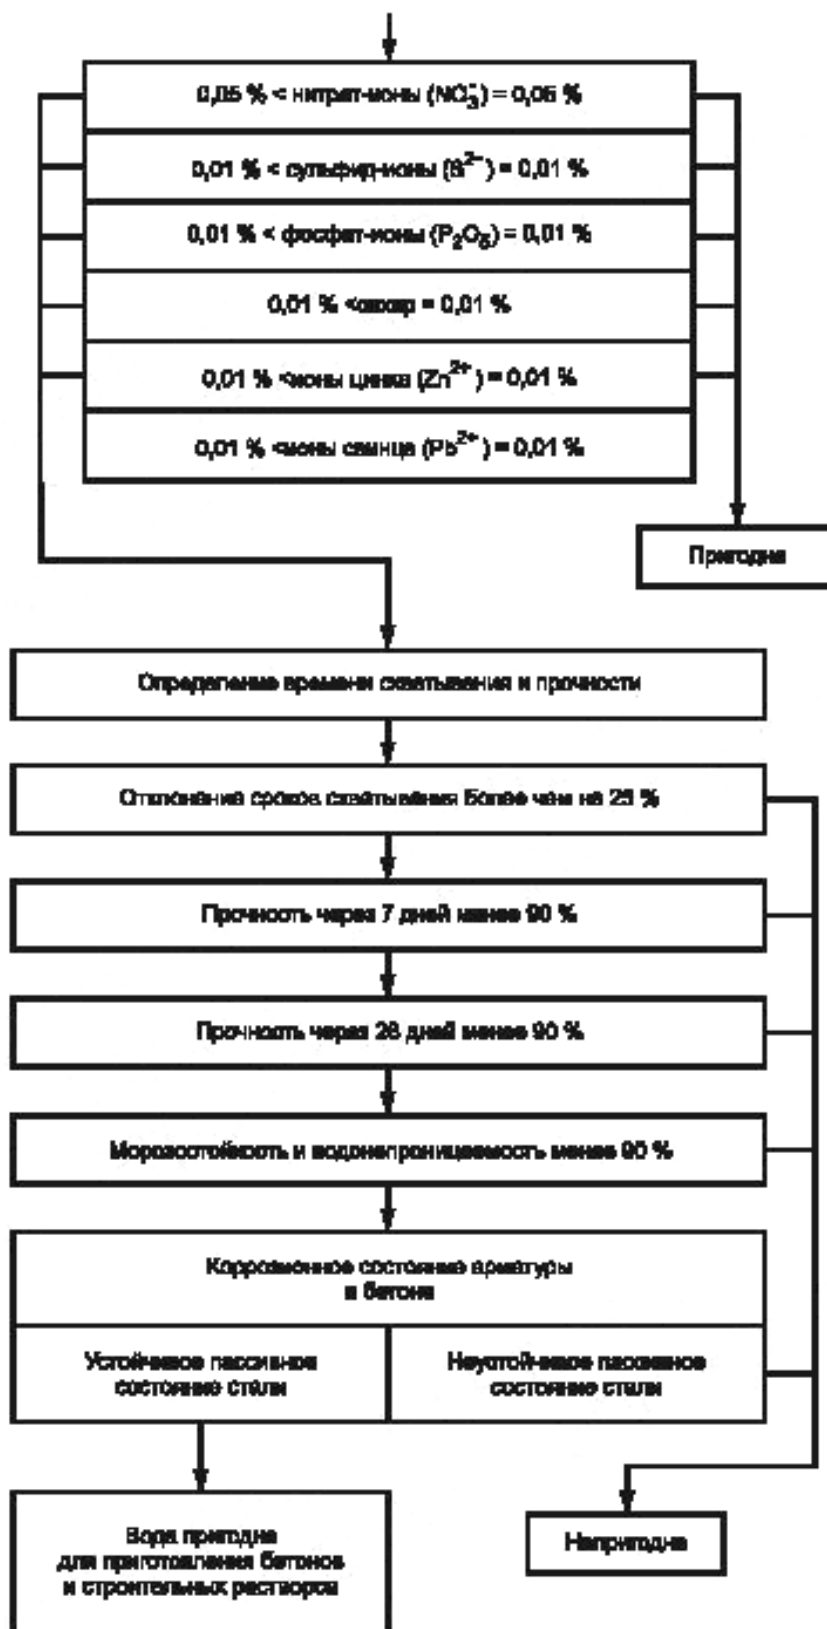 0,05 % < нитрат-ионы (NO₃⁻) = 0,05 %
0,01 % < сульфид-ионы (S²⁻) = 0,01 %
0,01 % < фосфат-ионы (P₂O₅) = 0,01 %
0,01 % <сахар = 0,01 %
0,01 % <ионы цинка (Zn²⁺) = 0,01 %
0,01 % <ионы свинца (Pb²⁺) = 0,01 %
Пригодна
Определение времени схватывания и прочности
Отклонение сроков схватывания Более чем на 25 %
Прочность через 7 дней менее 90 %
Прочность через 28 дней менее 90 %
Морозостойкость и водонепроницаемость менее 90 %
Коррозионное состояние арматуры
в бетоне
Устойчивое пассивное
состояние стали
Неустойчивое пассивное
состояние стали
Вода пригодна
для приготовления бетонов
и строительных растворов
Непригодна